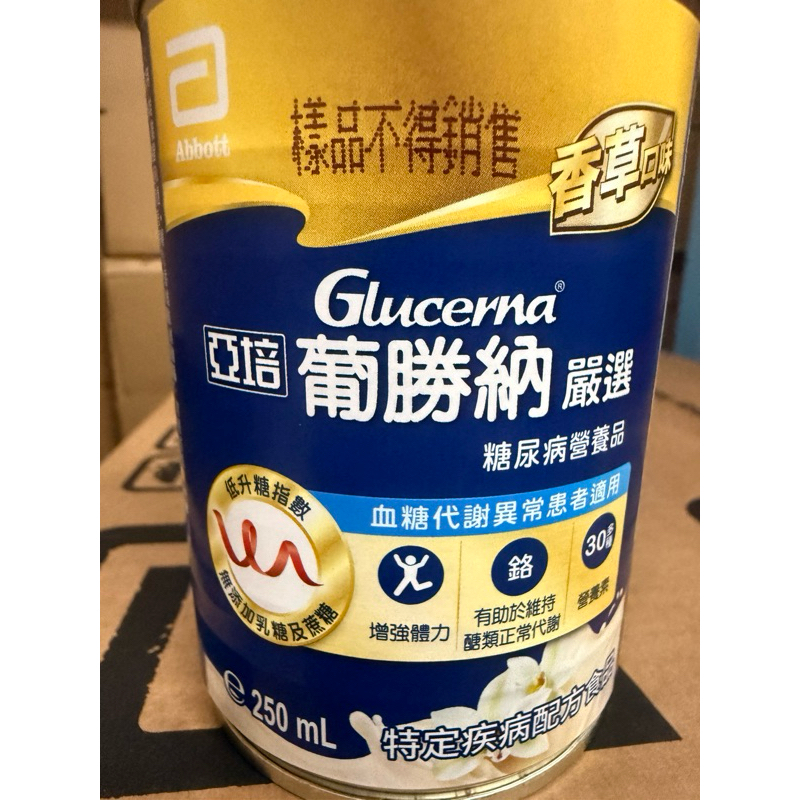 Abbott
樣品不得銷售
香草口味
Glucerna®
亞培 葡勝納 嚴選
糖尿病營養品
血糖代謝異常患者適用
低升糖指數
無添加乳糖及蔗糖
增強體力
鉻
有助於維持
醣類正常代謝
30多種
營養素
℮ 250 mL
特定疾病配方食品